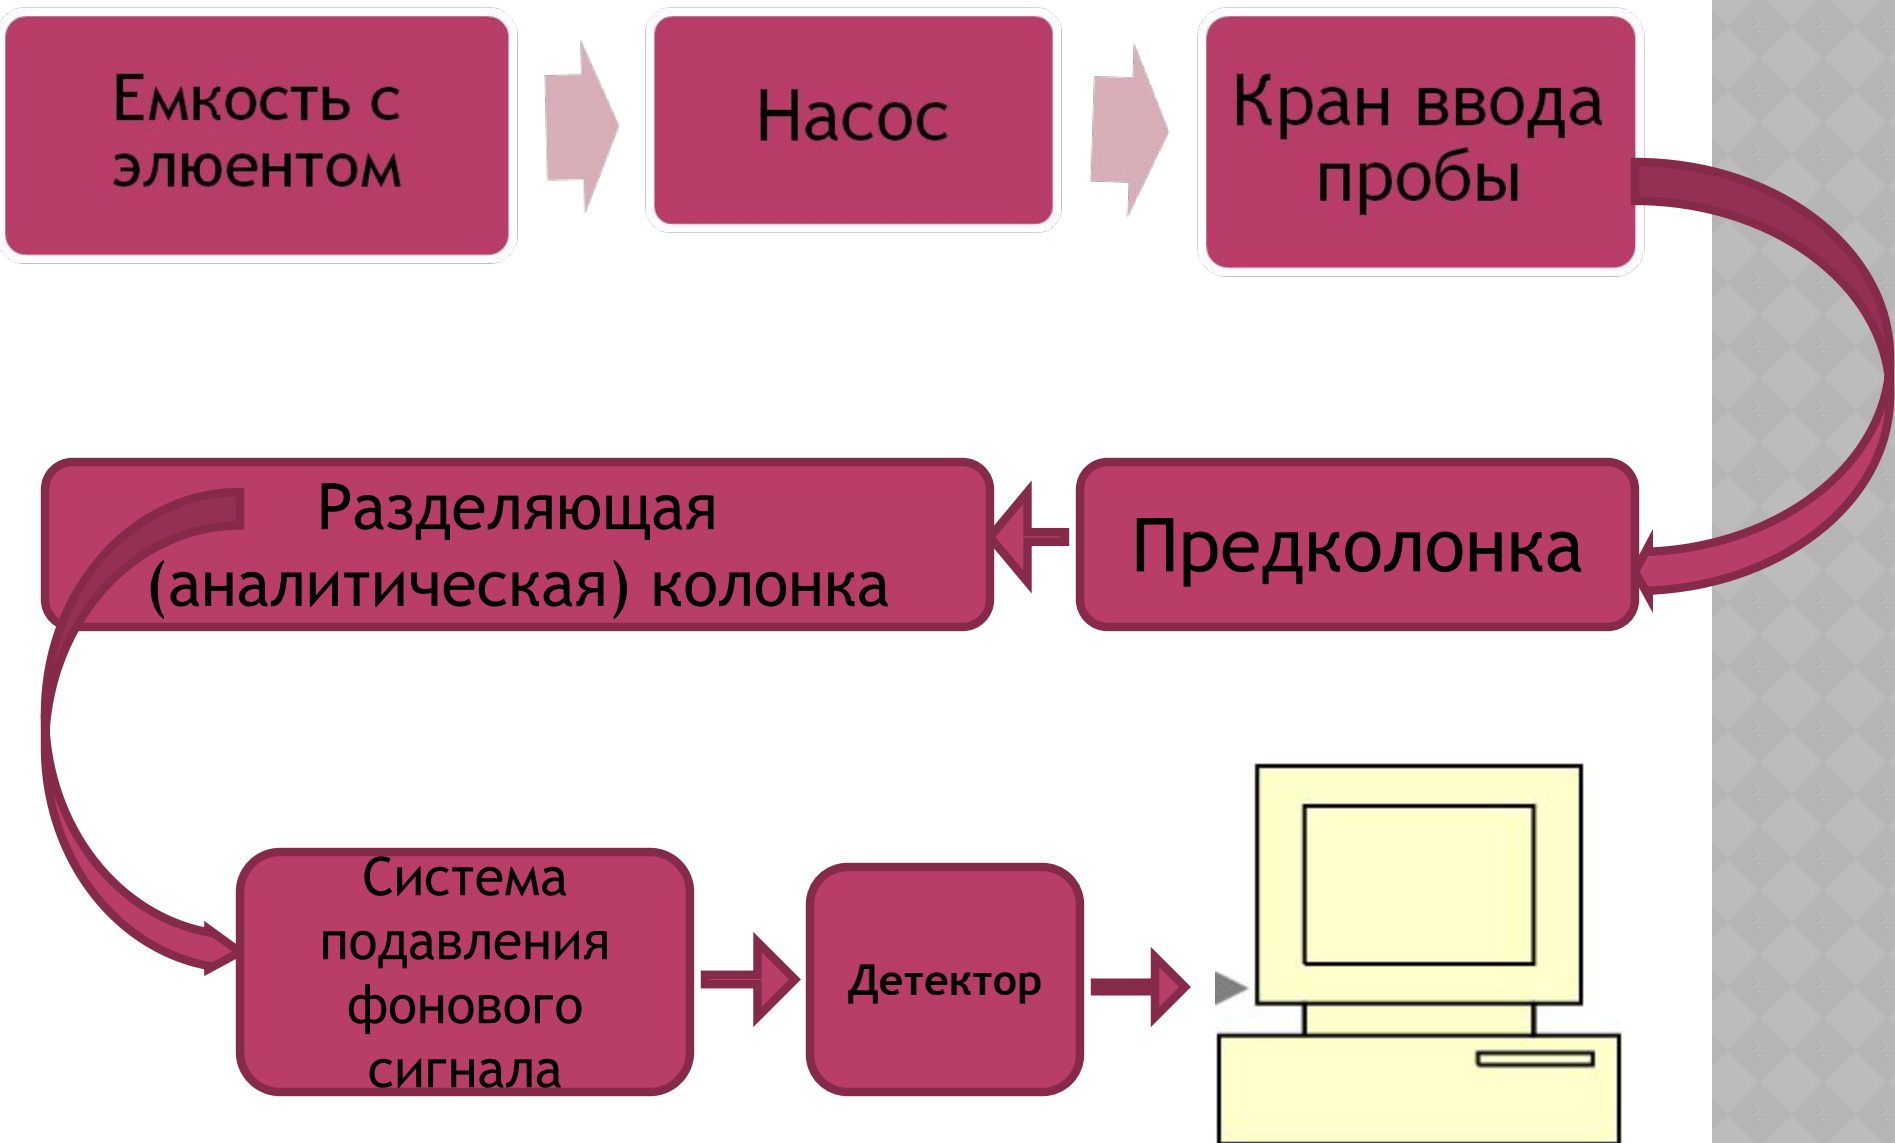 Емкость с
элюентом
Насос
Кран ввода
пробы
Предколонка
Разделяющая
(аналитическая) колонка
Система
подавления
фонового
сигнала
Детектор